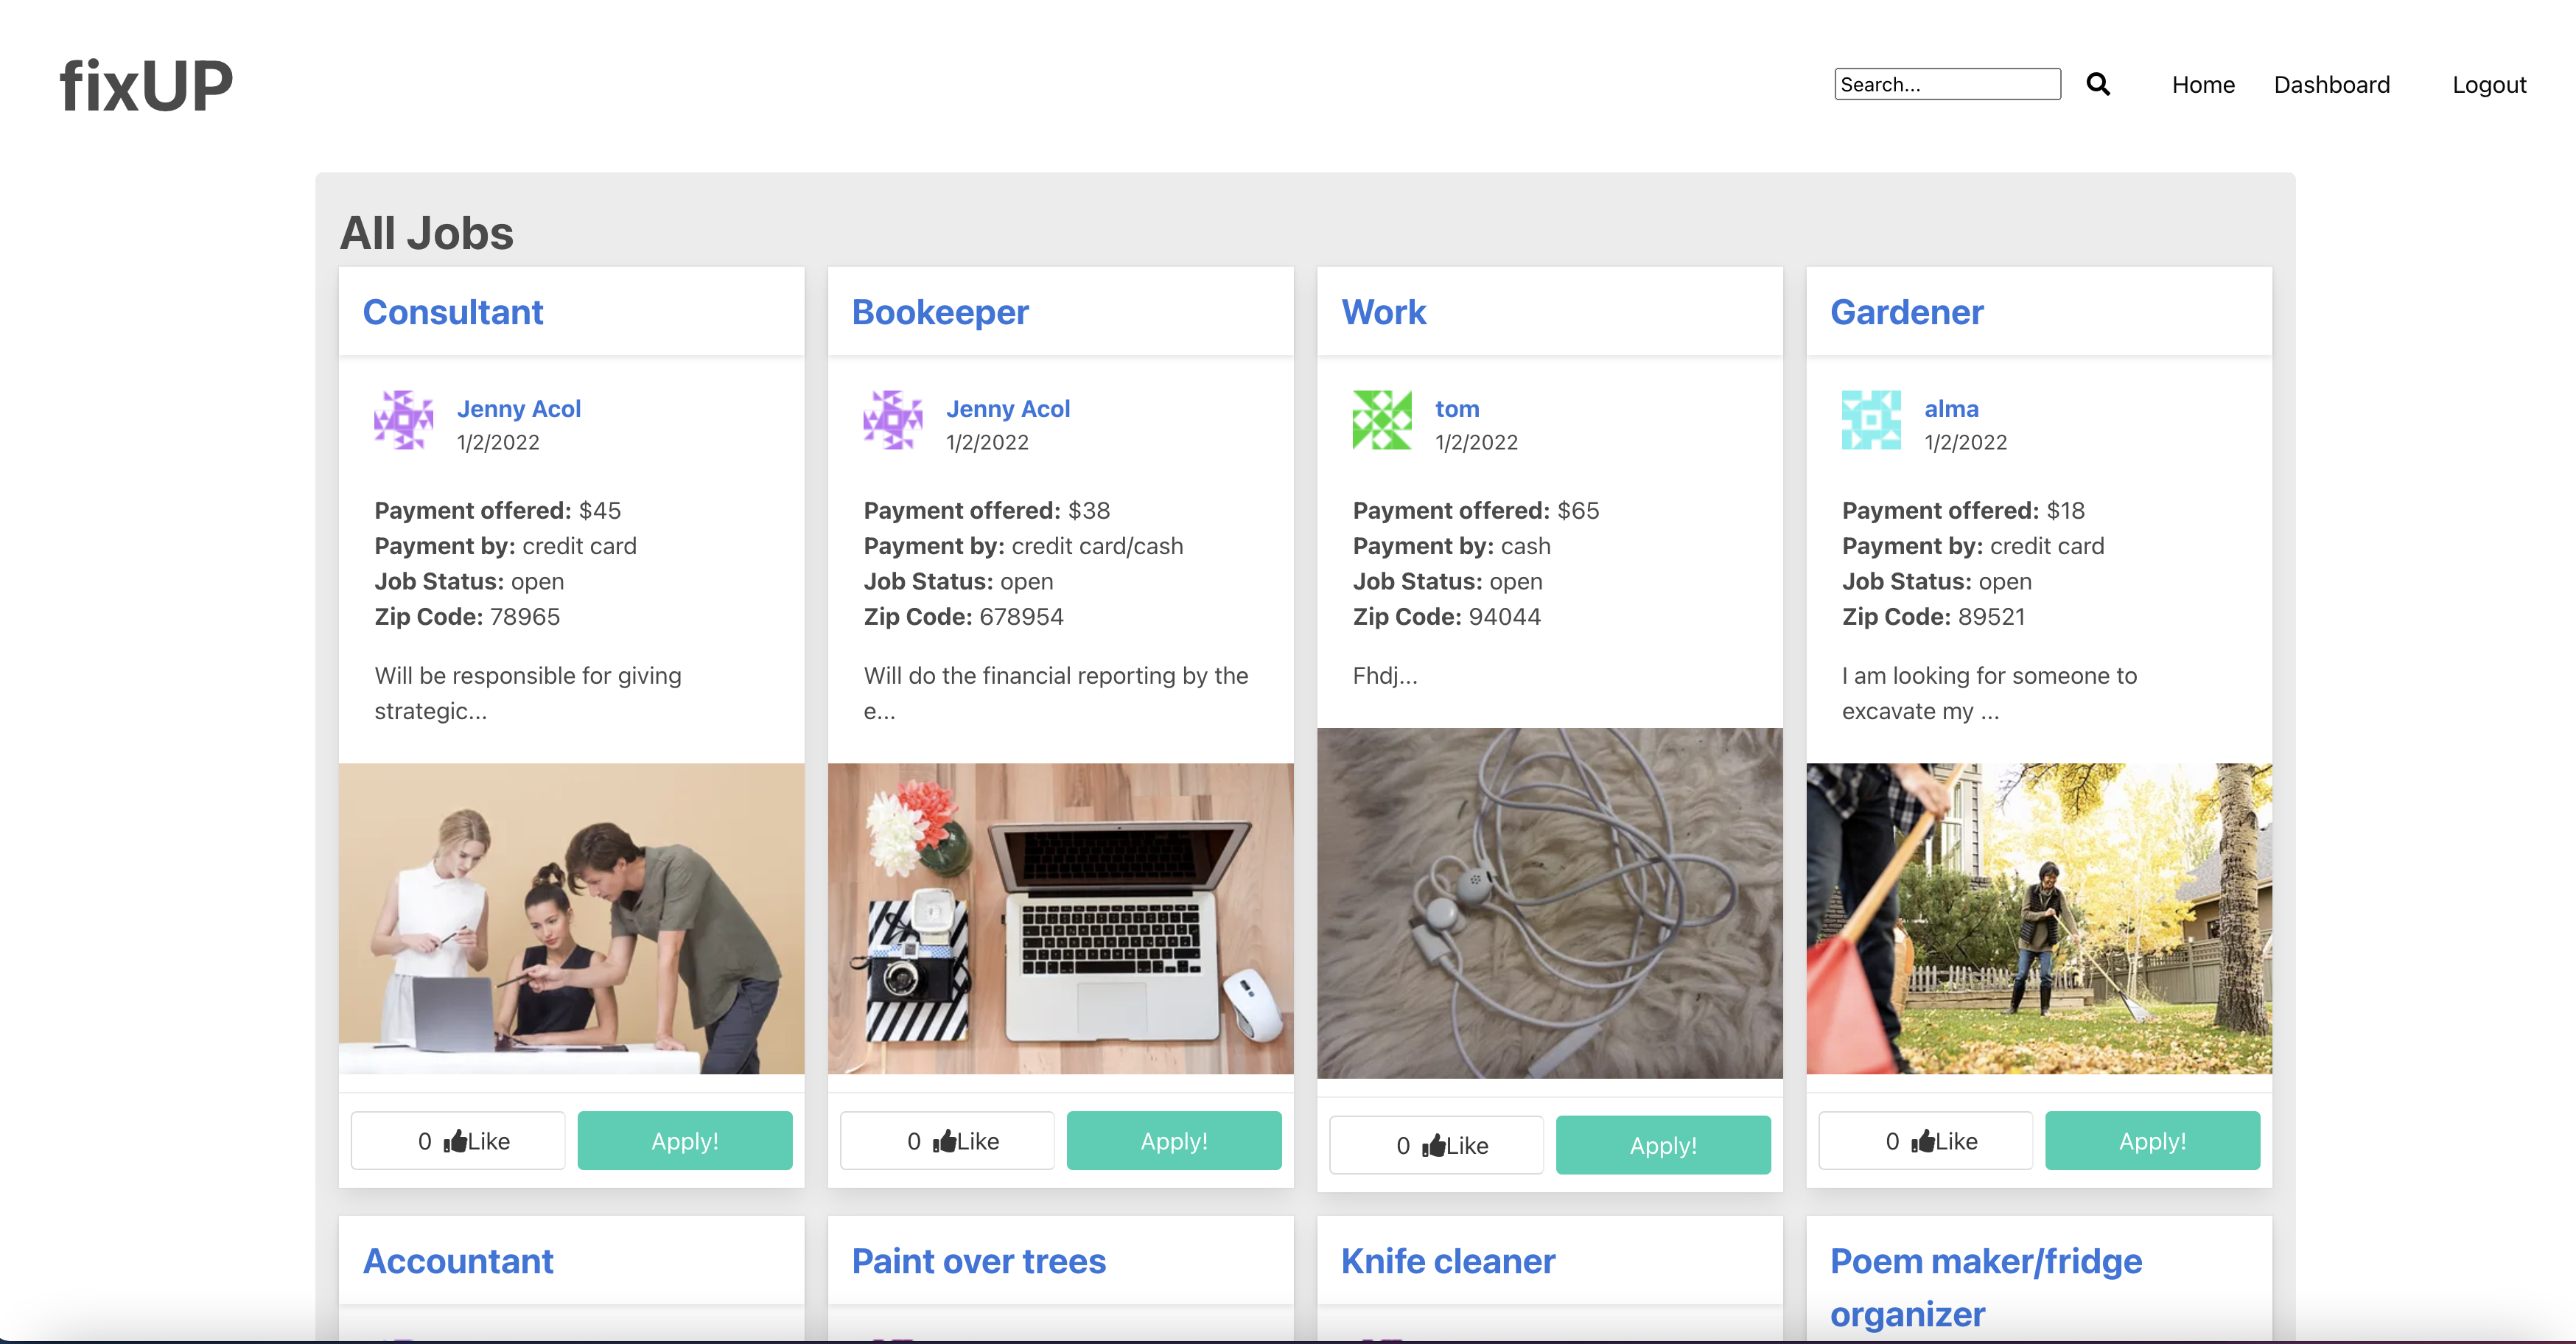 fixUP
Search...
Home
Dashboard
Logout
All Jobs
Consultant
Jenny Acol
1/2/2022
Payment offered: $45
Payment by: credit card
Job Status: open
Zip Code: 78965
Will be responsible for giving
strategic...
0 Like
Apply!
Bookeeper
Jenny Acol
1/2/2022
Payment offered: $38
Payment by: credit card/cash
Job Status: open
Zip Code: 678954
Will do the financial reporting by the
e...
0 Like
Apply!
Work
tom
1/2/2022
Payment offered: $65
Payment by: cash
Job Status: open
Zip Code: 94044
Fhdj...
0 Like
Apply!
Gardener
alma
1/2/2022
Payment offered: $18
Payment by: credit card
Job Status: open
Zip Code: 89521
I am looking for someone to
excavate my ...
0 Like
Apply!
Accountant
Paint over trees
Knife cleaner
Poem maker/fridge
organizer